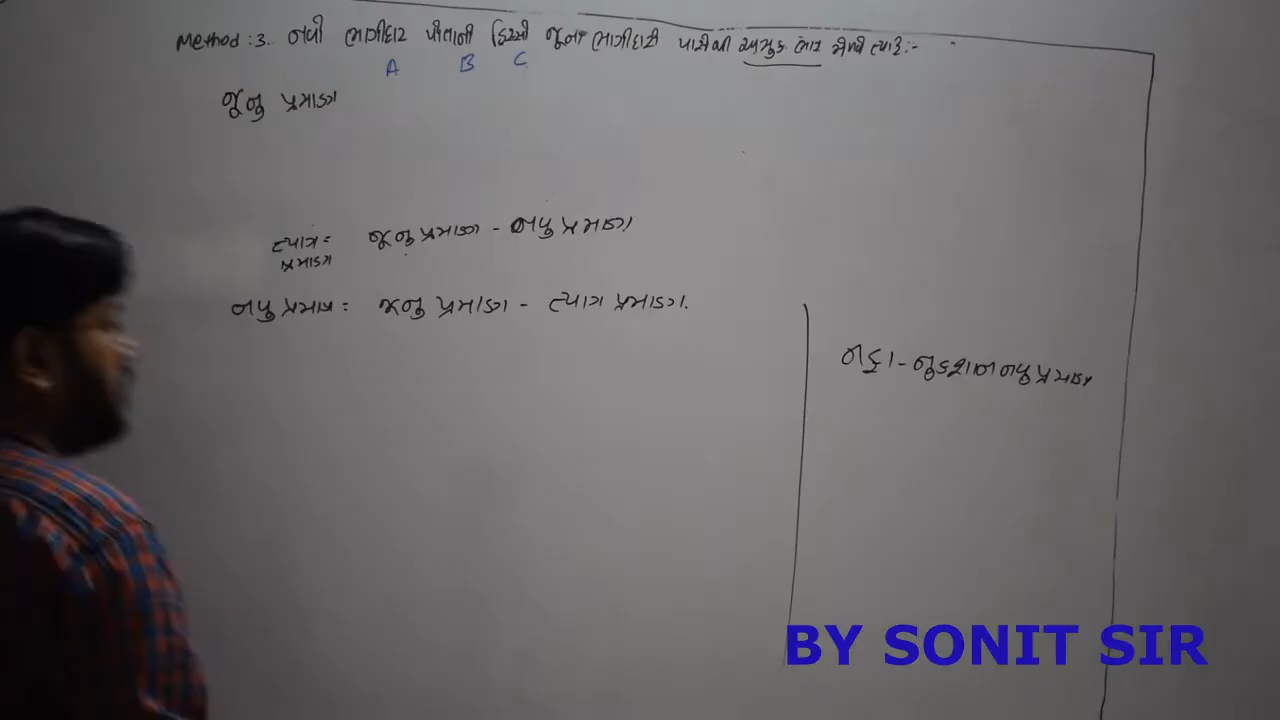 Method : 3. નવો ભાગીદાર પોતાનો હિસ્સો જૂના ભાગીદારો પાસેથી અમુક ભાગ મેળવે ત્યારે :-
A B C
જૂનુ પ્રમાણ
ત્યાગ = જૂનુ પ્રમાણ - નવુ પ્રમાણ
પ્રમાણ
નવુ પ્રમાણ = જૂનુ પ્રમાણ - ત્યાગ પ્રમાણ.
નફા - નુકશાન નવુ પ્રમાણ
BY SONIT SIR